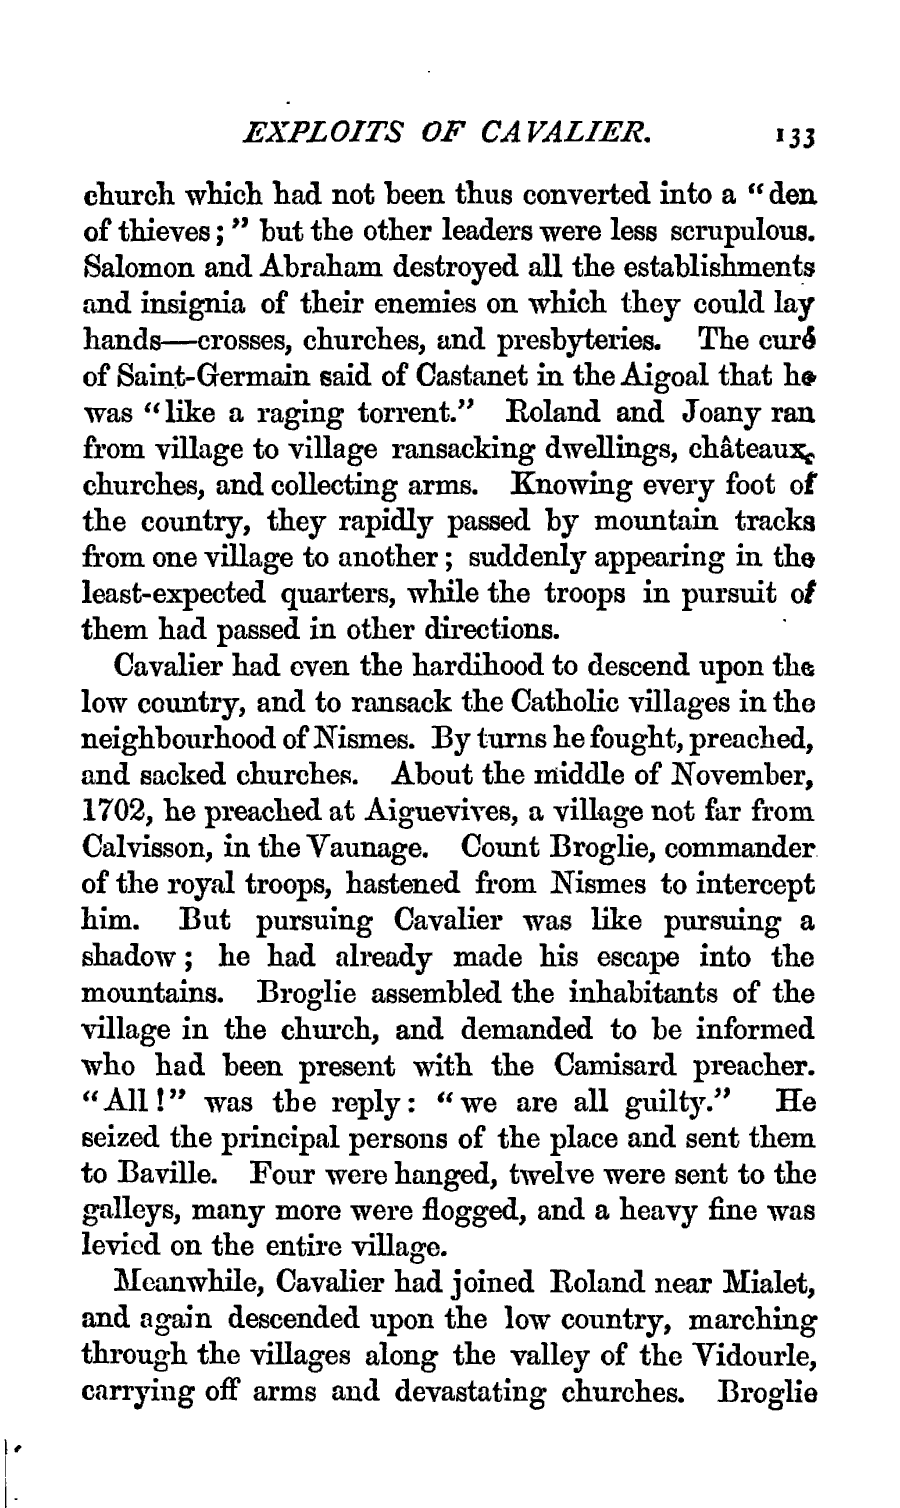 EXPLOITS OF CAVALIER. 133
church which had not been thus converted into a “den
of thieves;” but the other leaders were less scrupulous.
Salomon and Abraham destroyed all the establishments
and insignia of their enemies on which they could lay
hands—crosses, churches, and presbyteries. The curé
of Saint-Germain said of Castanet in the Aigoal that he
was “like a raging torrent.” Roland and Joany ran
from village to village ransacking dwellings, châteaux,
churches, and collecting arms. Knowing every foot of
the country, they rapidly passed by mountain tracks
from one village to another; suddenly appearing in the
least-expected quarters, while the troops in pursuit of
them had passed in other directions.
Cavalier had even the hardihood to descend upon the
low country, and to ransack the Catholic villages in the
neighbourhood of Nismes. By turns he fought, preached,
and sacked churches. About the middle of November,
1702, he preached at Aiguevives, a village not far from
Calvisson, in the Vaunage. Count Broglie, commander
of the royal troops, hastened from Nismes to intercept
him. But pursuing Cavalier was like pursuing a
shadow; he had already made his escape into the
mountains. Broglie assembled the inhabitants of the
village in the church, and demanded to be informed
who had been present with the Camisard preacher.
“All!” was the reply: “we are all guilty.” He
seized the principal persons of the place and sent them
to Baville. Four were hanged, twelve were sent to the
galleys, many more were flogged, and a heavy fine was
levied on the entire village.
Meanwhile, Cavalier had joined Roland near Mialet,
and again descended upon the low country, marching
through the villages along the valley of the Vidourle,
carrying off arms and devastating churches. Broglie